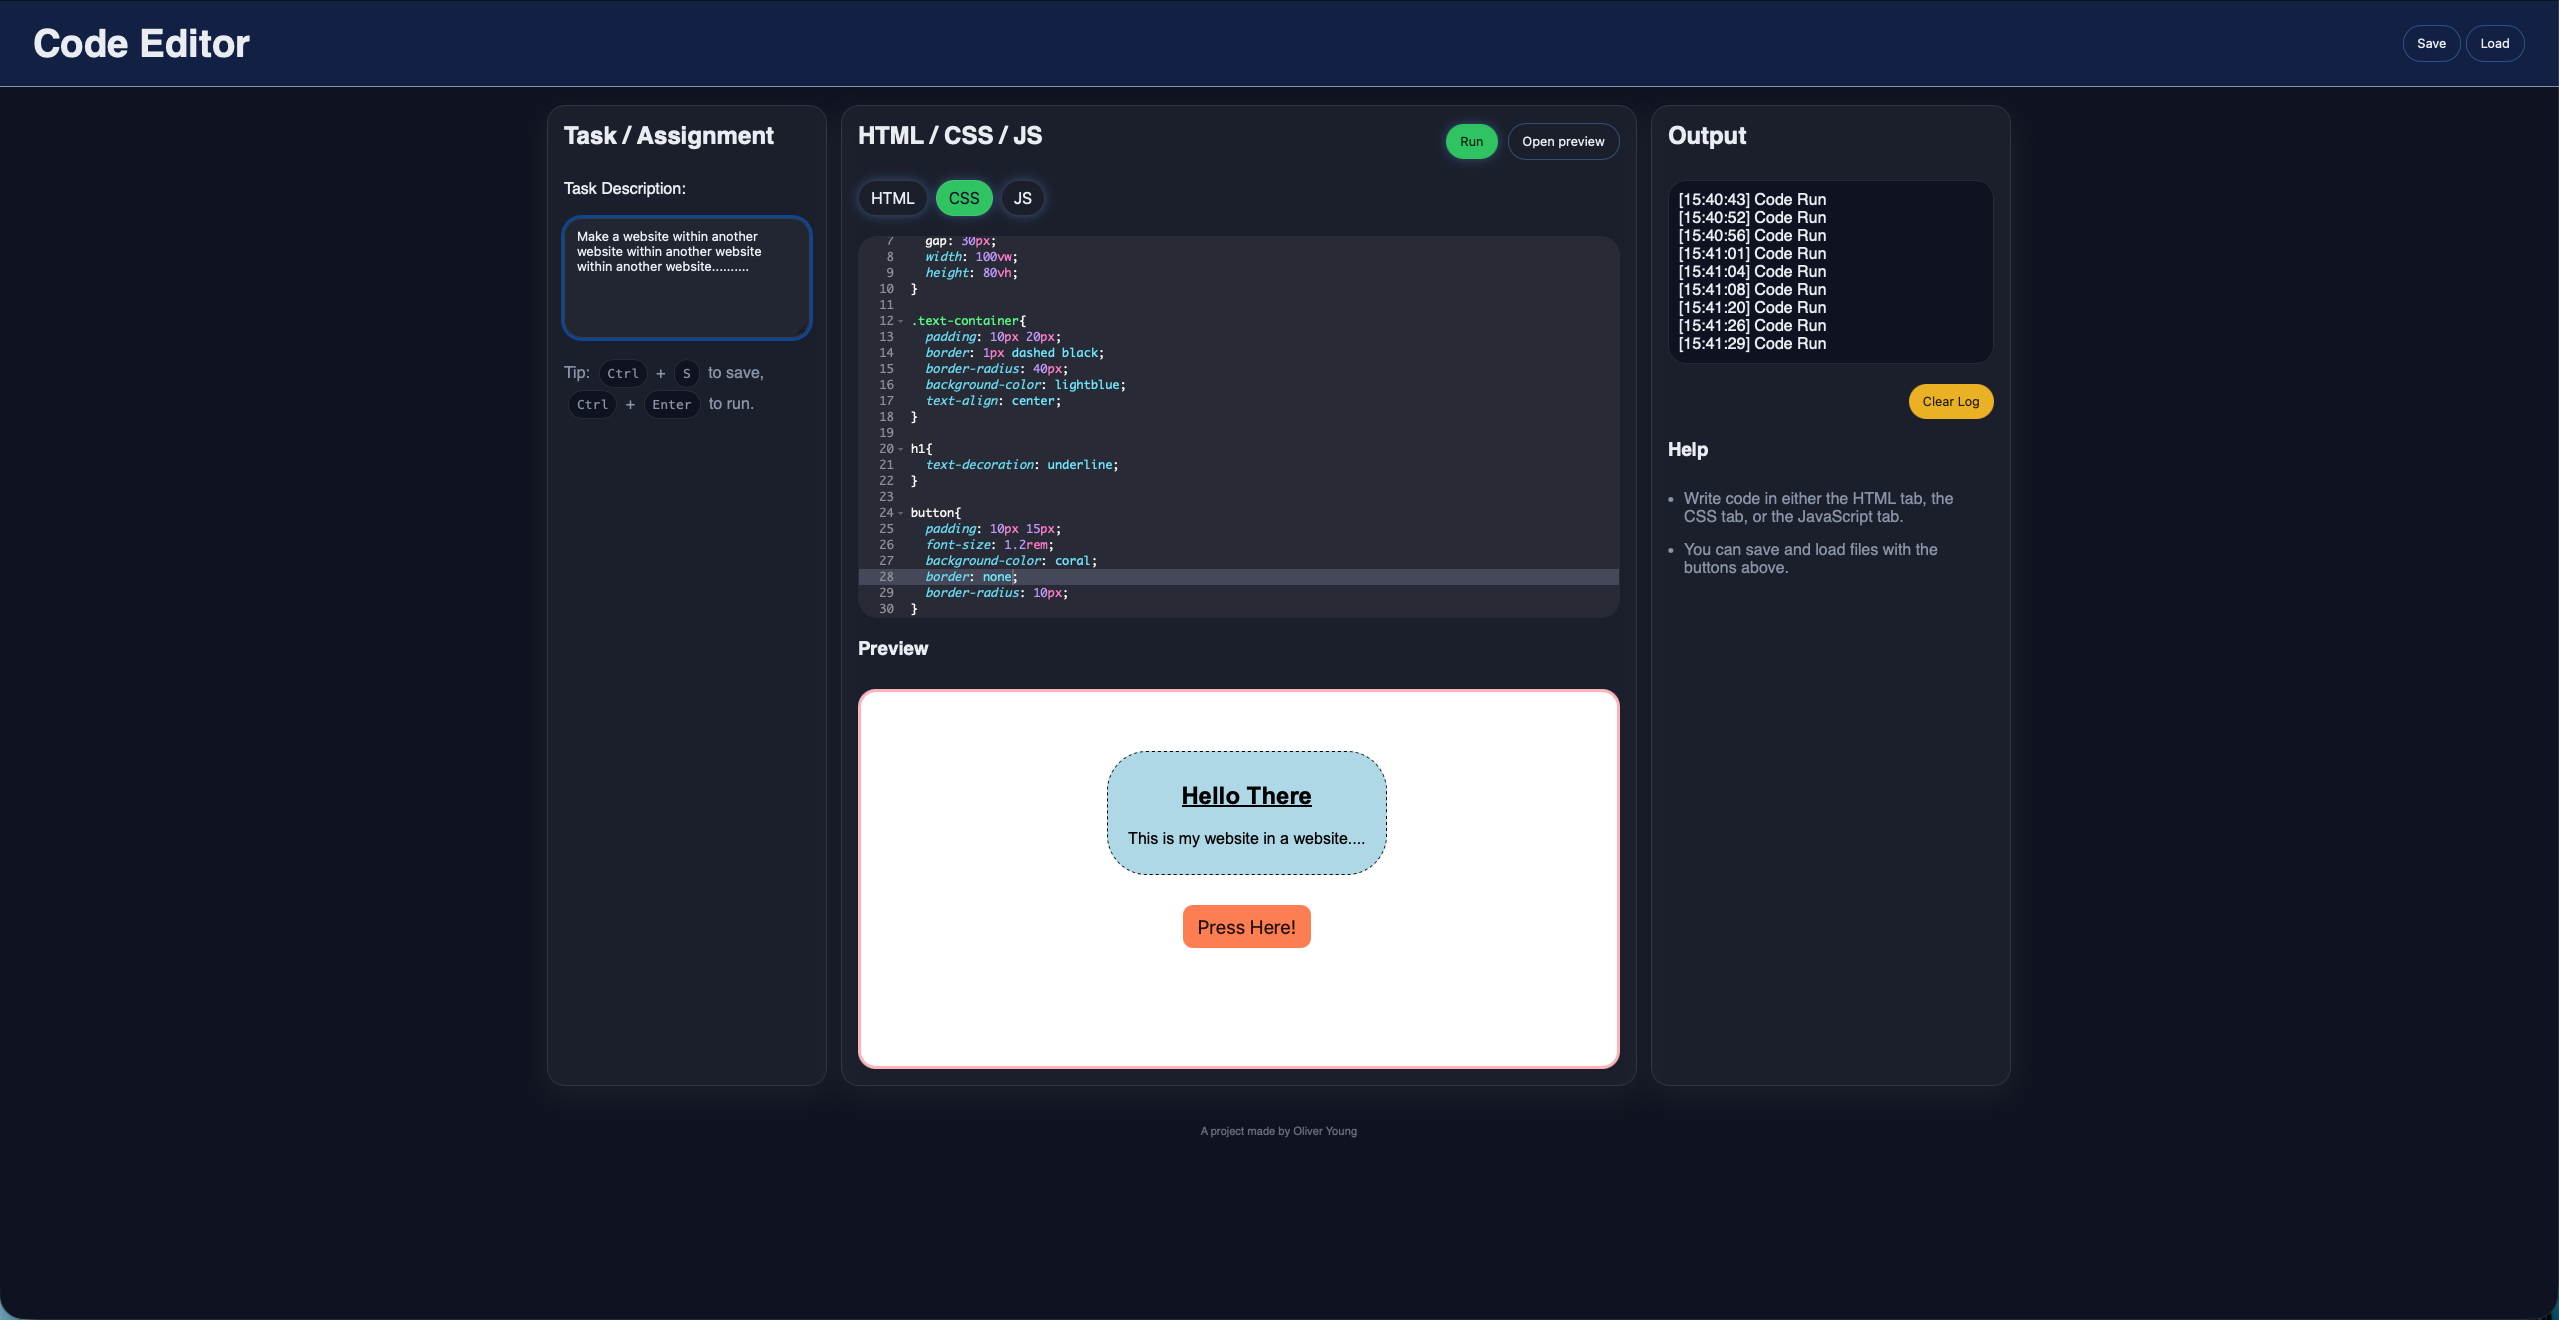 Code Editor
Save
Load
Task / Assignment
Task Description:
Make a website within another
website within another website
within another website..........
Tip: Ctrl + S to save,
Ctrl + Enter to run.
HTML / CSS / JS
Run
Open preview
HTML
CSS
JS
7 gap: 30px;
8 width: 100vw;
9 height: 80vh;
10 }
11
12 .text-container{
13 padding: 10px 20px;
14 border: 1px dashed black;
15 border-radius: 40px;
16 background-color: lightblue;
17 text-align: center;
18 }
19
20 h1{
21 text-decoration: underline;
22 }
23
24 button{
25 padding: 10px 15px;
26 font-size: 1.2rem;
27 background-color: coral;
28 border: none;
29 border-radius: 10px;
30 }
Preview
Hello There
This is my website in a website....
Press Here!
Output
[15:40:43] Code Run
[15:40:52] Code Run
[15:40:56] Code Run
[15:41:01] Code Run
[15:41:04] Code Run
[15:41:08] Code Run
[15:41:20] Code Run
[15:41:26] Code Run
[15:41:29] Code Run
Clear Log
Help
• Write code in either the HTML tab, the
CSS tab, or the JavaScript tab.
• You can save and load files with the
buttons above.
A project made by Oliver Young